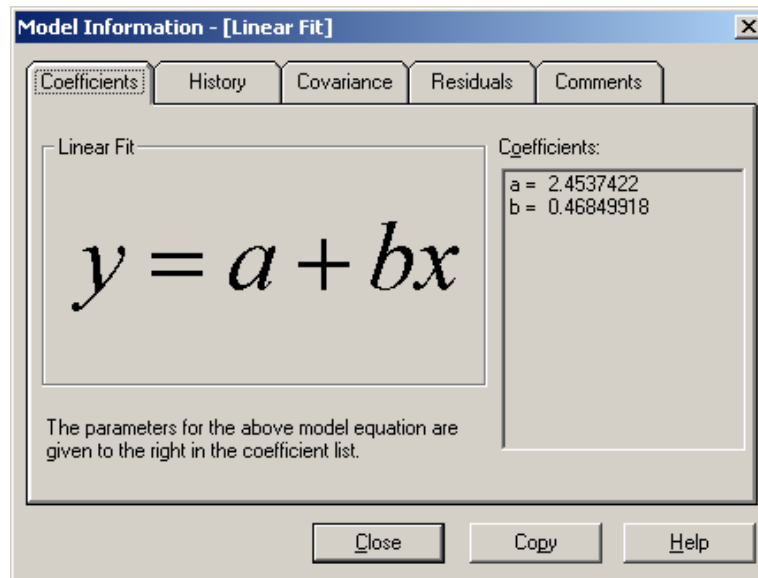 Model Information - [Linear Fit]
Coefficients History Covariance Residuals Comments
Linear Fit
y = a + bx
Coefficients:
a = 2.4537422
b = 0.46849918
The parameters for the above model equation are
given to the right in the coefficient list.
Close Copy Help